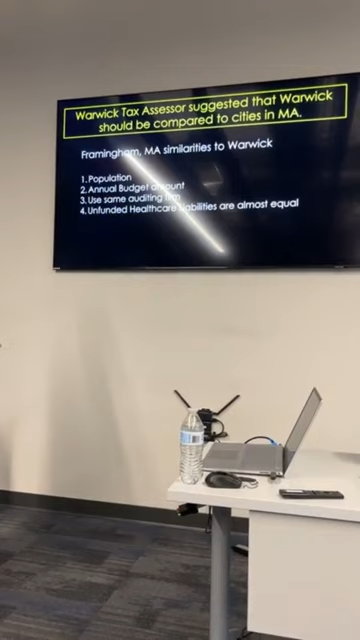 Warwick Tax Assessor suggested that Warwick
should be compared to cities in MA.
Framingham, MA similarities to Warwick
1. Population
2. Annual Budget amount
3. Use same auditing firm
4. Unfunded Healthcare Liabilities are almost equal